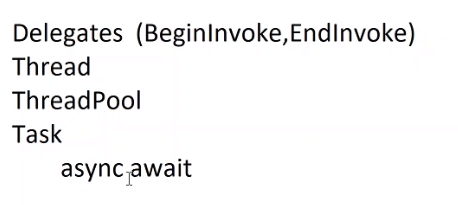 Delegates (BeginInvoke,EndInvoke)
Thread
ThreadPool
Task
async,await